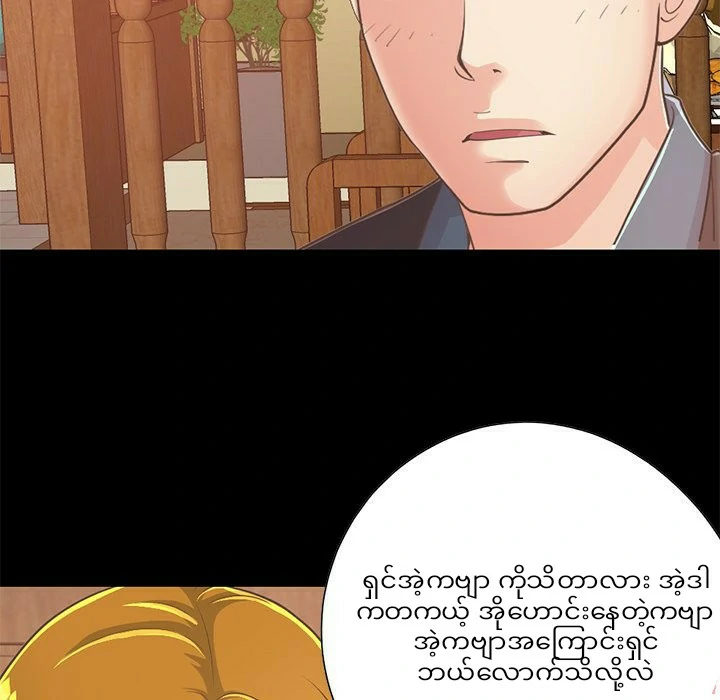 ရှင်အဲ့ကဗျာ ကိုသိတာလား အဲ့ဒါ
ကတကယ့် အိုဟောင်းနေတဲ့ကဗျာ
အဲ့ကဗျာအကြောင်းရှင်
ဘယ်လောက်သိလို့လဲ